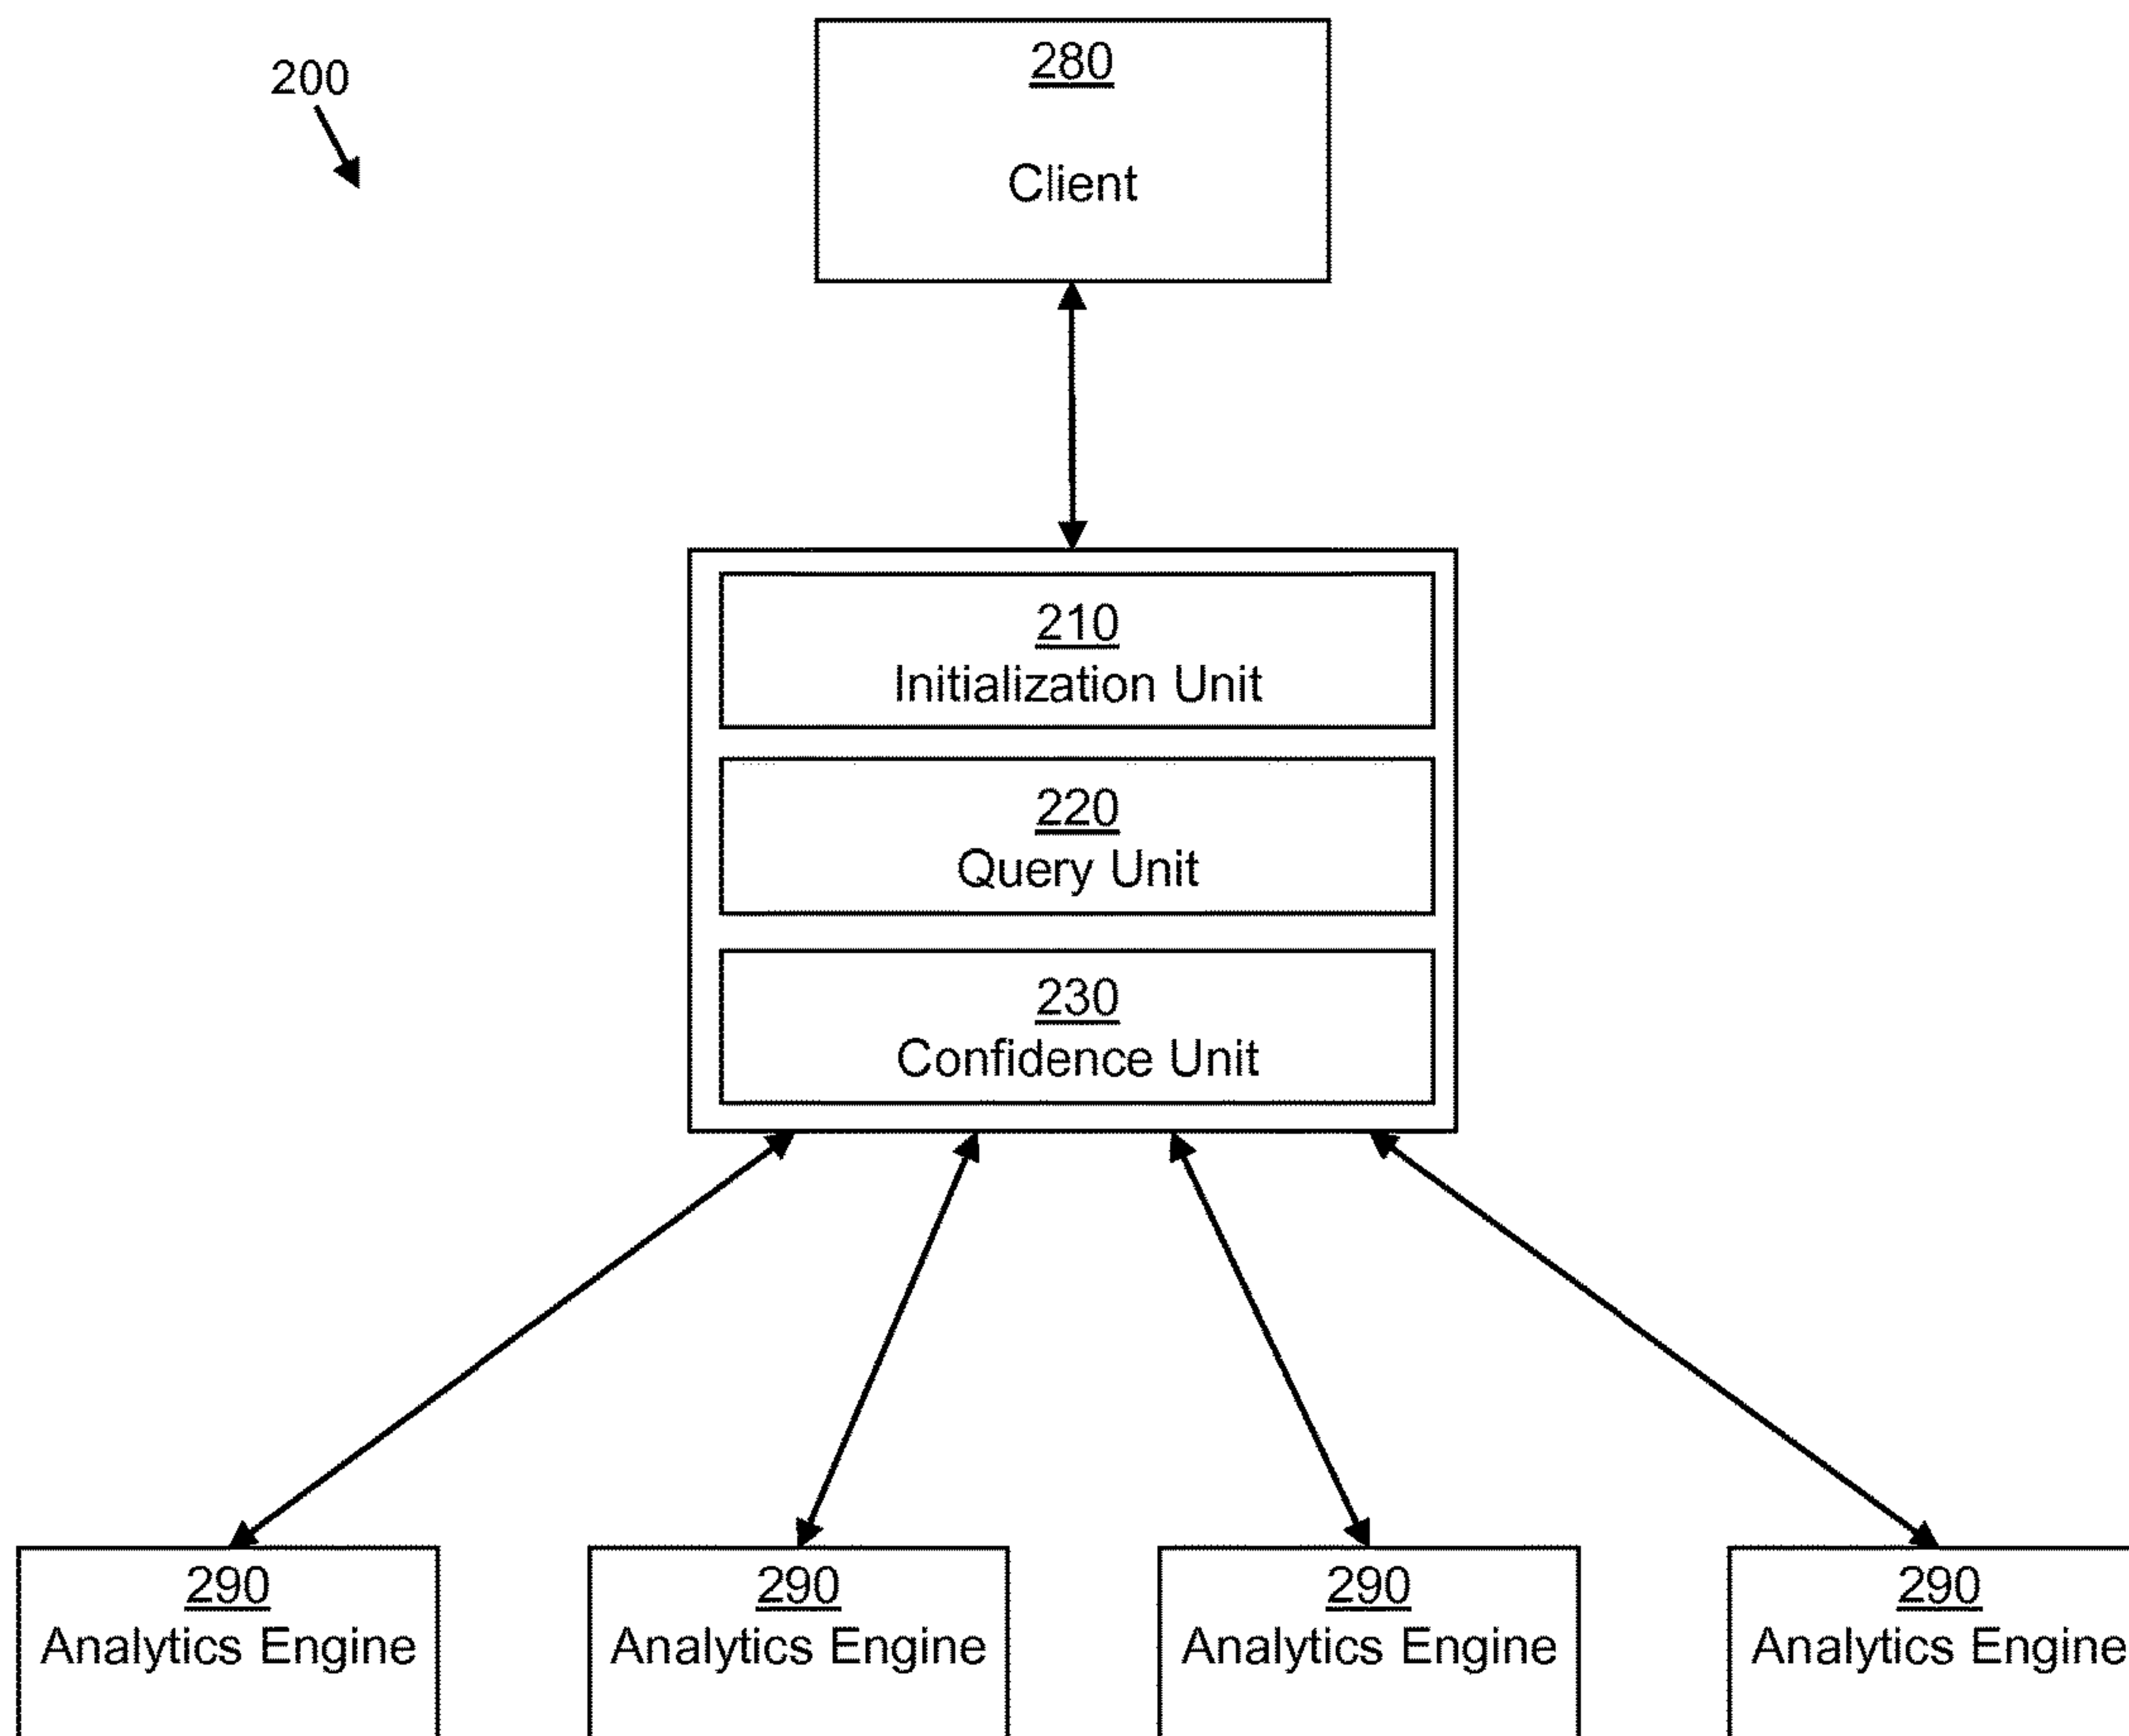 200
280
Client
210
Initialization Unit
220
Query Unit
230
Confidence Unit
290
Analytics Engine
290
Analytics Engine
290
Analytics Engine
290
Analytics Engine